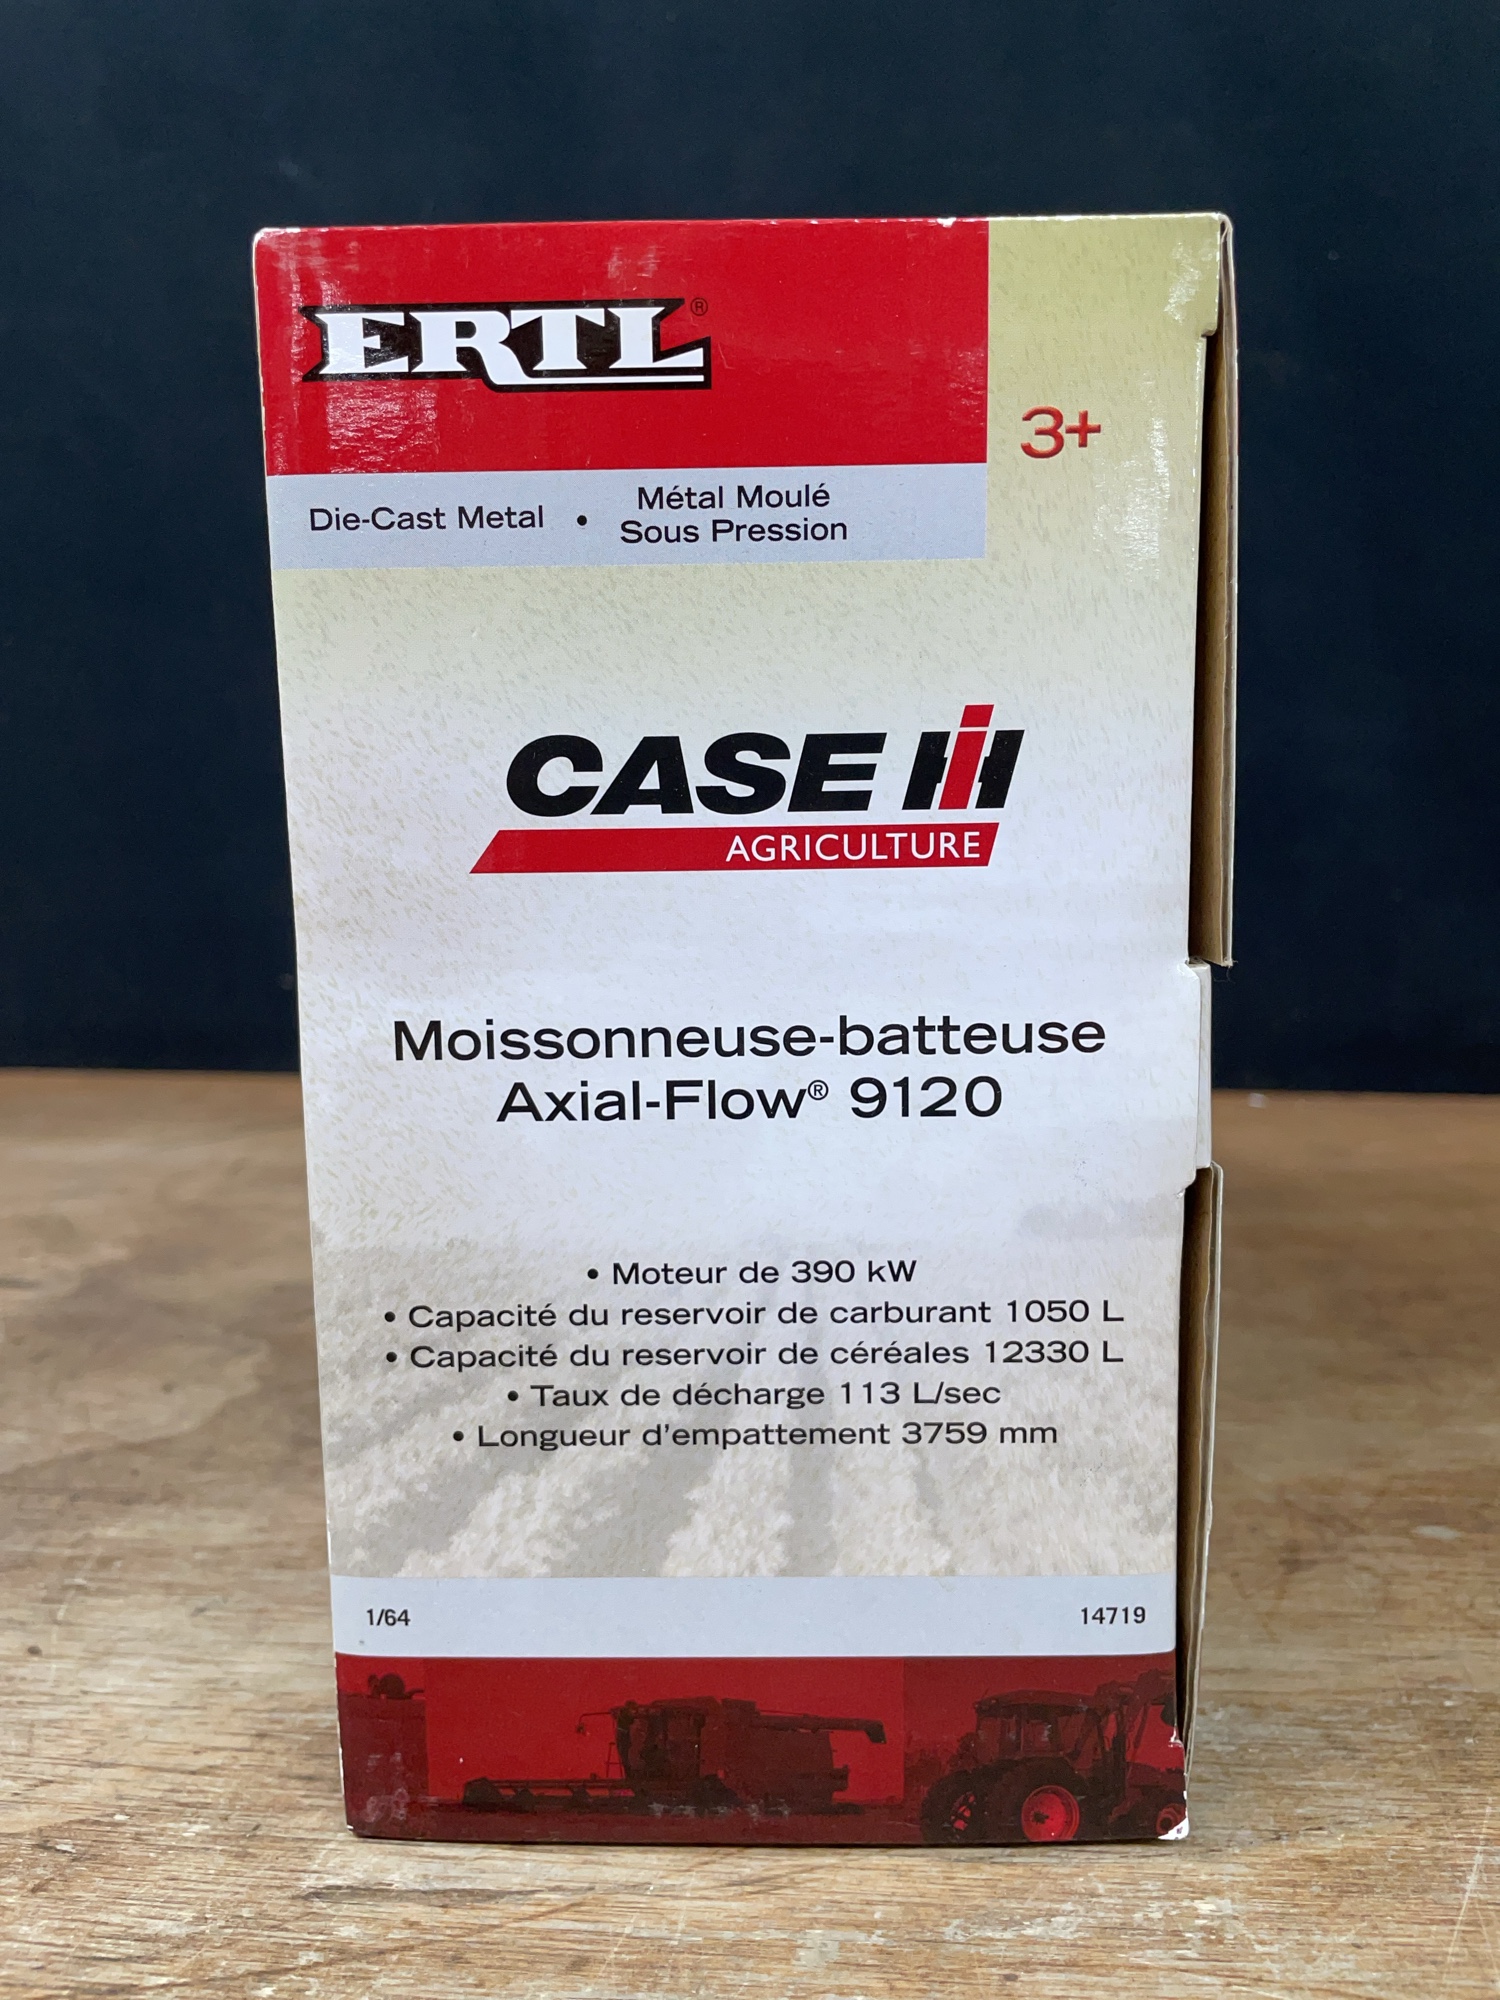 ERTL®
3+
Die-Cast Metal • Métal Moulé
Sous Pression
CASE IH
AGRICULTURE
Moissonneuse-batteuse
Axial-Flow® 9120
• Moteur de 390 kW
• Capacité du reservoir de carburant 1050 L
• Capacité du reservoir de céréales 12330 L
• Taux de décharge 113 L/sec
• Longueur d'empattement 3759 mm
1/64
14719